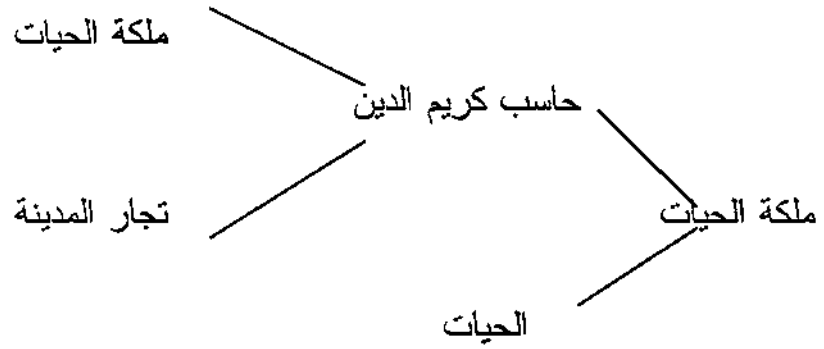 ملكة الحيات
حاسب كريم الدين
ملكة الحيات
تجار المدينة
الحيات